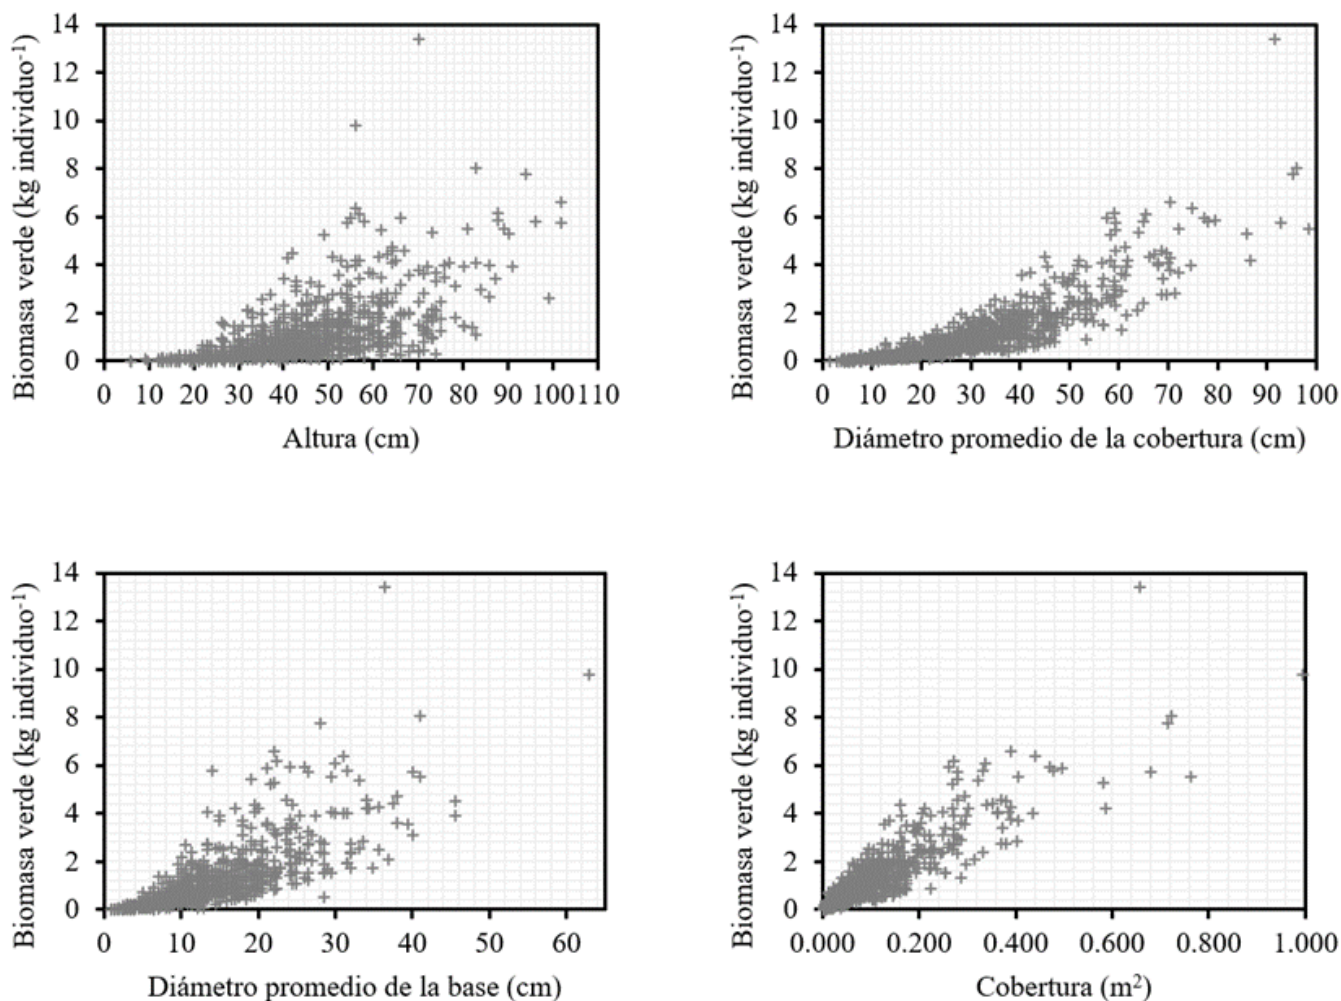 Biomasa verde (kg individuo-1)
14
12
10
8
6
4
2
0
0 10 20 30 40 50 60 70 80 90 100 110
Altura (cm)
Biomasa verde (kg individuo-1)
14
12
10
8
6
4
2
0
0 10 20 30 40 50 60 70 80 90 100
Diámetro promedio de la cobertura (cm)
Biomasa verde (kg individuo-1)
14
12
10
8
6
4
2
0
0 10 20 30 40 50 60
Diámetro promedio de la base (cm)
Biomasa verde (kg individuo-1)
14
12
10
8
6
4
2
0
0.000 0.200 0.400 0.600 0.800 1.000
Cobertura (m2)